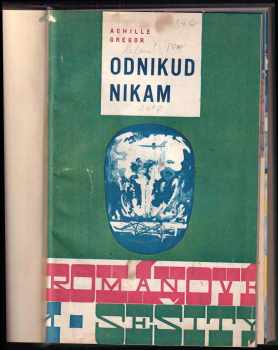 ACHILLE
GREGOR
ODNIKUD
NIKAM
ROMÁNOVÉ
SEŠITY